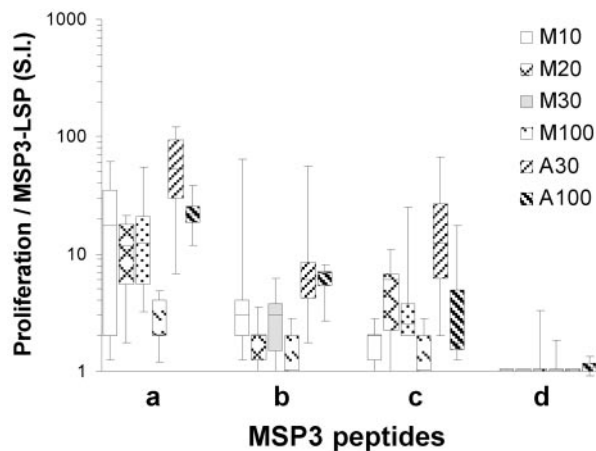 Proliferation / MSP3-LSP (S.I.)
1000
100
10
1
a b c d
MSP3 peptides
M10
M20
M30
M100
A30
A100